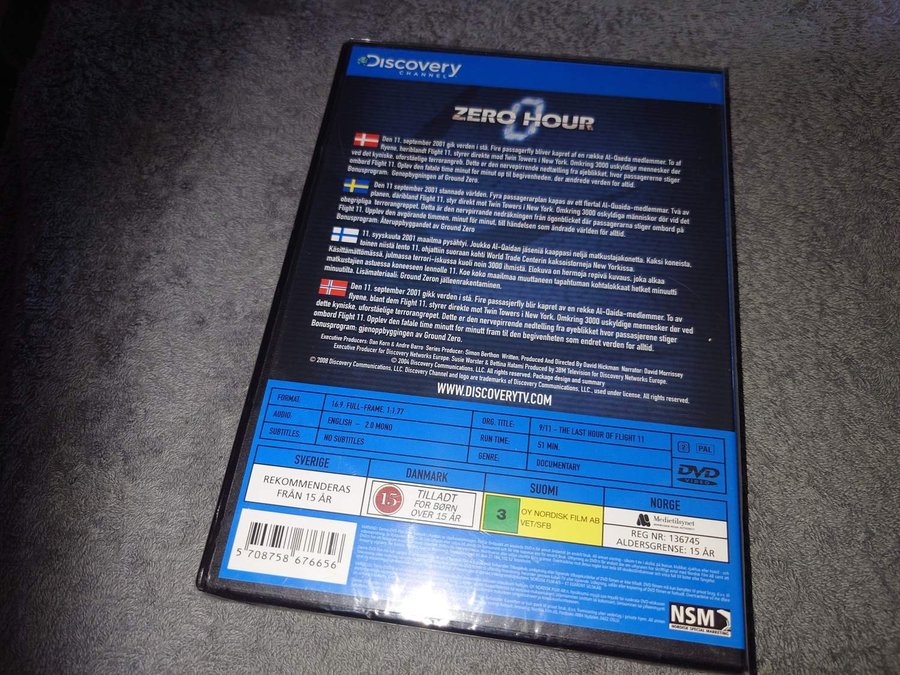 Discovery
CHANNEL
ZERO HOUR
Den 11. september 2001 gik verden i stå. Fire passagerfly bliver kapret af en række Al-Qaeda medlemmer. To af
flyene, heriblandt Flight 11, styrer direkte mod Twin Towers i New York. Omkring 3000 uskyldige mennesker dør
ved det kyniske, uforståelige terrorangreb. Dette er den nervepirrende nedtælling fra øjeblikket, hvor passagererne stiger
ombord Flight 11. Oplev den fatale time minut for minut op til begivenheden, der ændrede verden for altid.
Bonusprogram: Genopbygningen af Ground Zero.
Den 11 september 2001 stannade världen. Fyra passagerarplan kapas av ett flertal Al-Quaida-medlemmar. Två av
planen, däribland Flight 11, styr direkt mot Twin Towers i New York. Omkring 3000 oskyldiga människor dör vid det
obegripliga terrorangreppet. Detta är den nervpirrande nedräkningen från ögonblicket där passagerarna stiger ombord på
Flight 11. Upplev den avgörande timmen, minut för minut, till händelsen som ändrade världen för alltid.
Bonusprogram: Återuppbyggandet av Ground Zero
11. syyskuuta 2001 maailma pysähtyi. Joukko Al-Qaidan jäseniä kaappasi neljä matkustajakonetta. Kaksi koneista,
toinen niistä lento 11, ohjattiin suoraan kohti World Trade Centerin kaksoistorneja New Yorkissa.
Käsittämättömässä, julmassa terrori-iskussa kuoli noin 3000 ihmistä. Elokuva on hermoja repivä kuvaus, joka alkaa
matkustajien astuessa koneeseen lennolle 11. Koe koko maailmaa muuttaneen tapahtuman kohtalokkaat hetket minuutti
minuutilta. Lisämateriaali: Ground Zeron jälleenrakentaminen.
Den 11. september 2001 gikk verden i stå. Fire passasjerfly blir kapret av en rekke Al-Qaida-medlemmer. To av
flyene, blant dem Flight 11, styrer direkte mot Twin Towers i New York. Omkring 3000 uskyldige mennesker dør ved
dette kyniske, uforståelige terrorangrepet. Dette er den nervepirrende nedtelling fra øyeblikket hvor passasjerene stiger
ombord Flight 11. Opplev den fatale time minutt for minutt fram til den begivenheten som endret verden for altid.
Bonusprogram: gjenoppbyggingen av Ground Zero.
Executive Producers: Dan Korn & Andre Barro Series Producer: Simon Berthon Written, Produced And Directed By David Hickman Narrator: David Morrissey
Executive Producer for Discovery Networks Europe: Susie Worster & Bettina Hatami Produced by 3BM Television for Discovery Networks Europe.
© 2008 Discovery Communications, LLC. © 2004 Discovery Communications, LLC. All rights reserved. Package design and summary
Discovery Communications, LLC. Discovery Channel and logo are trademarks of Discovery Communications, LLC., used under license. All rights reserved.
WWW.DISCOVERYTV.COM
FORMAT: 16.9. FULL-FRAME. 1.1.77
AUDIO: ENGLISH – 2.0 MONO
SUBTITLES: NO SUBTITLES
ORG. TITLE: 9/11 – THE LAST HOUR OF FLIGHT 11
RUN TIME: 51 MIN.
GENRE: DOCUMENTARY
2 PAL
DVD
VIDEO
SVERIGE
REKOMMENDERAS
FRÅN 15 ÅR
DANMARK
15
TILLADT
FOR BØRN
OVER 15 ÅR
SUOMI
3
OY NORDISK FILM AB
VET/SFB
NORGE
Medietilsynet
REG NR: 136745
ALDERSGRENSE: 15 ÅR
5 708758 676656
NSM
NORDISK SPECIAL MARKETING